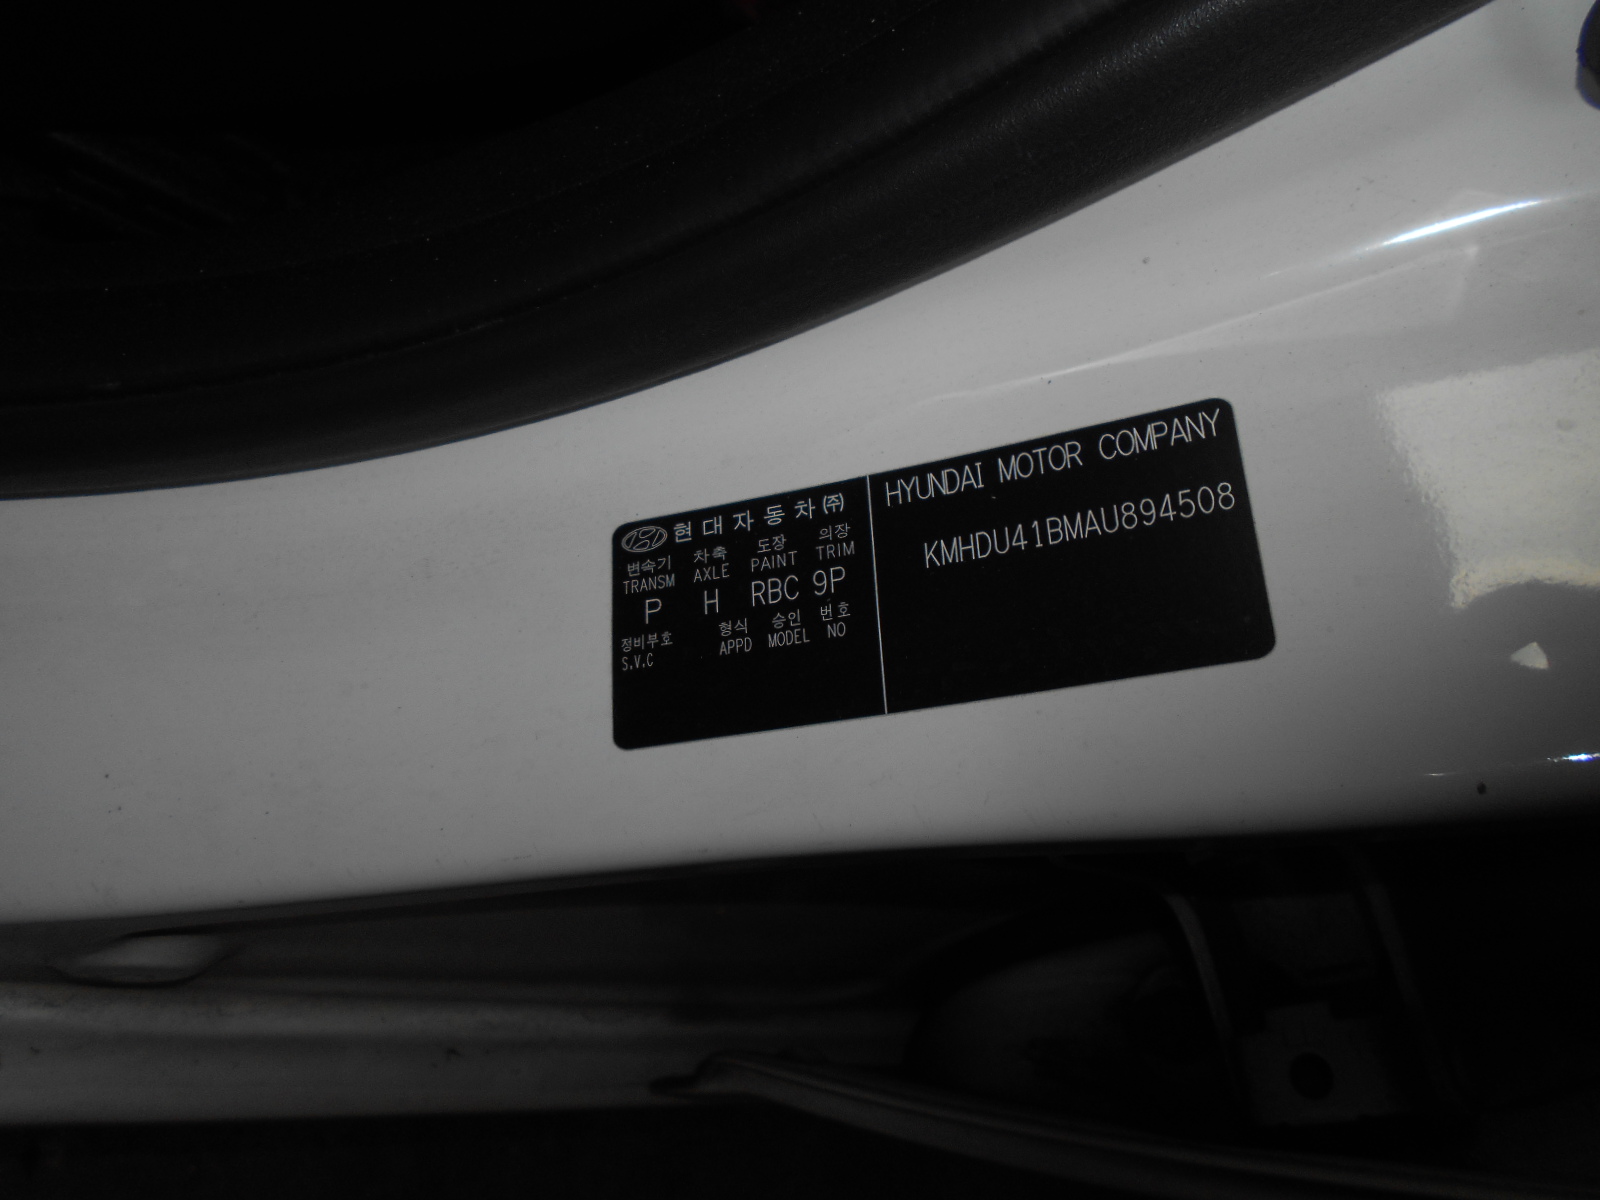 현대자동차㈜
변속기 차축 도장 의장
TRANSM AXLE PAINT TRIM
P H RBC 9P
정비부호 형식 승인 번호
S.V.C APPD MODEL NO
HYUNDAI MOTOR COMPANY
KMHDU41BMAU894508